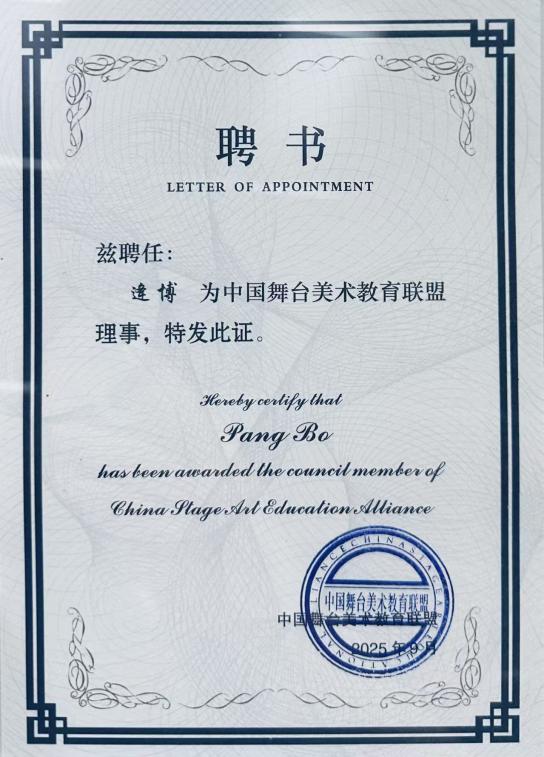 聘书
LETTER OF APPOINTMENT
兹聘任：
逄博 为中国舞台美术教育联盟
理事，特发此证。
Hereby certify that
Pang Bo
has been awarded the council member of
China Stage Art Education Alliance
中国舞台美术教育联盟
中国舞台美术教育联盟
2025年9月